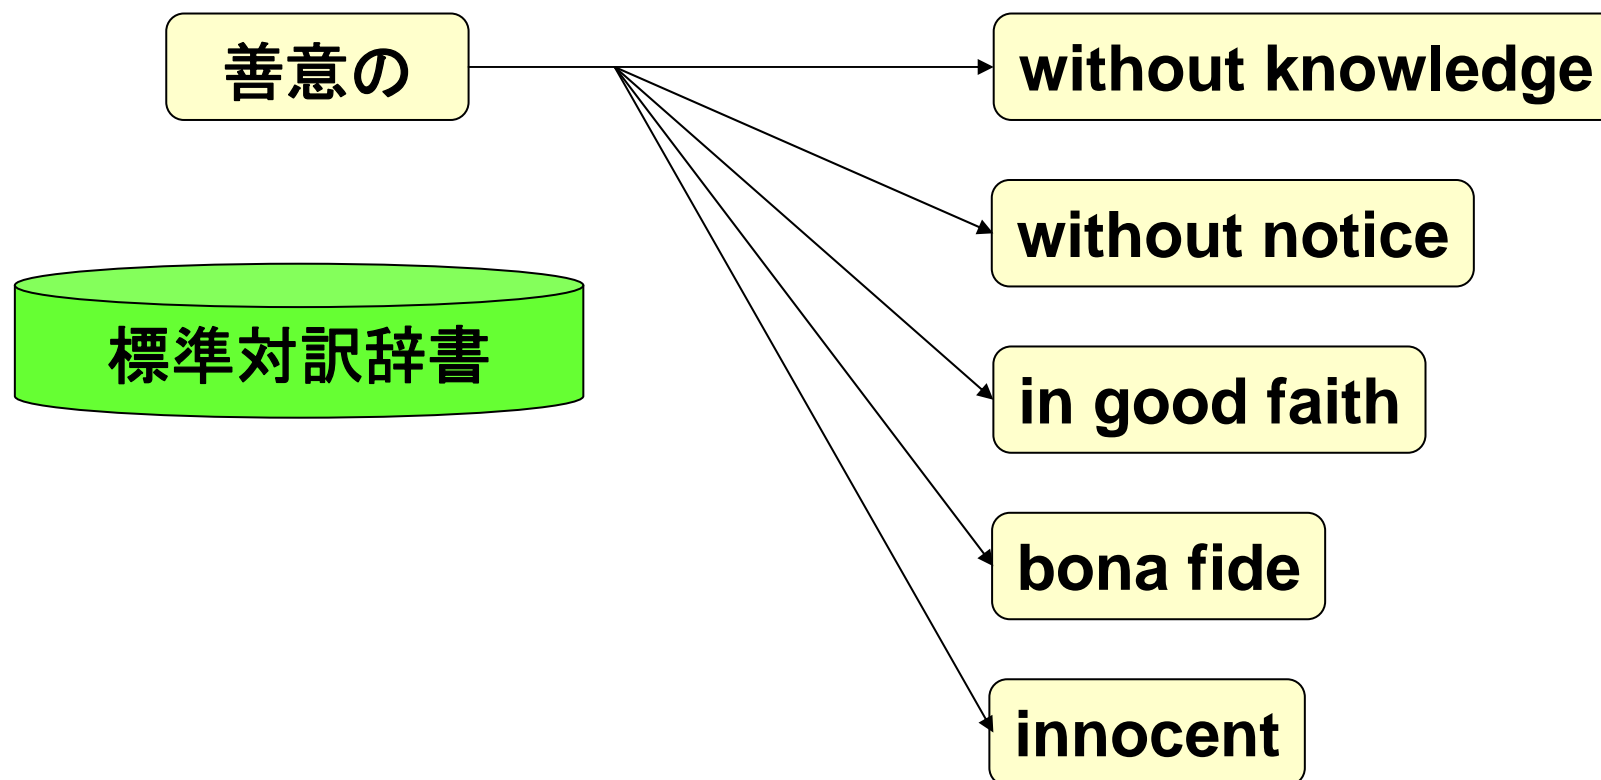 善意の
without knowledge
without notice
標準対訳辞書
in good faith
bona fide
innocent